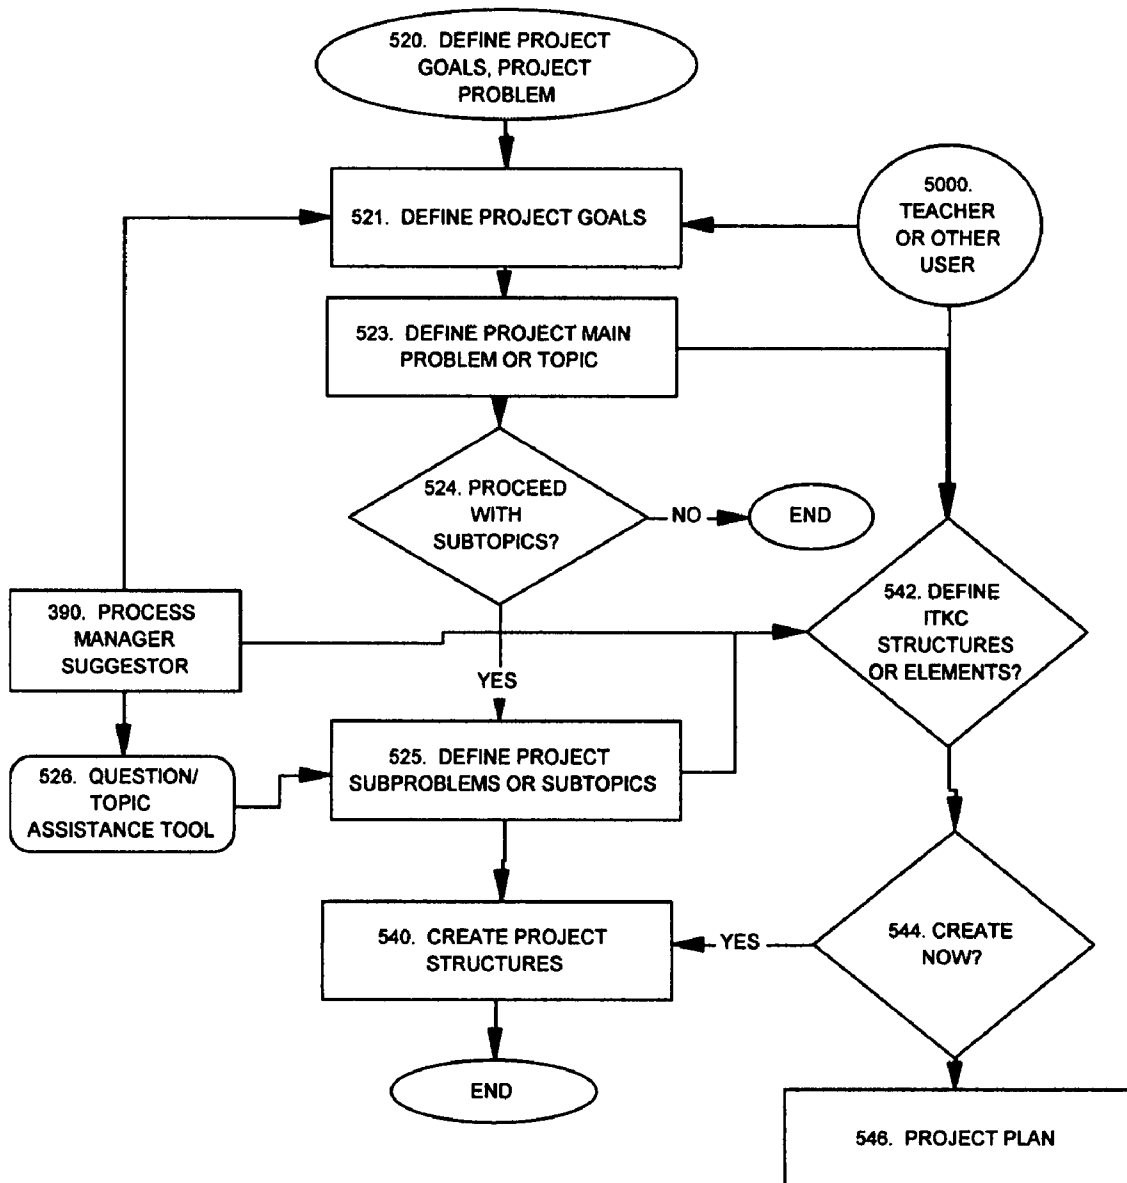 520. DEFINE PROJECT
GOALS, PROJECT
PROBLEM
5000.
TEACHER
OR OTHER
USER
521. DEFINE PROJECT GOALS
523. DEFINE PROJECT MAIN
PROBLEM OR TOPIC
524. PROCEED
WITH
SUBTOPICS?
NO
END
542. DEFINE
ITKC
STRUCTURES
OR ELEMENTS?
390. PROCESS
MANAGER
SUGGESTOR
YES
525. DEFINE PROJECT
SUBPROBLEMS OR SUBTOPICS
526. QUESTION/
TOPIC
ASSISTANCE TOOL
540. CREATE PROJECT
STRUCTURES
YES
544. CREATE
NOW?
END
546. PROJECT PLAN